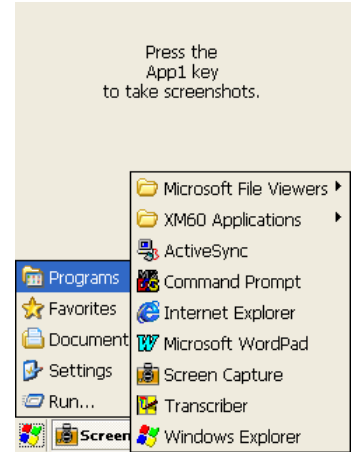 Press the
App1 key
to take screenshots.
Microsoft File Viewers
XM60 Applications
ActiveSync
Programs
Command Prompt
Favorites
Internet Explorer
Document
Microsoft WordPad
Settings
Screen Capture
Run...
Transcriber
Screen
Windows Explorer